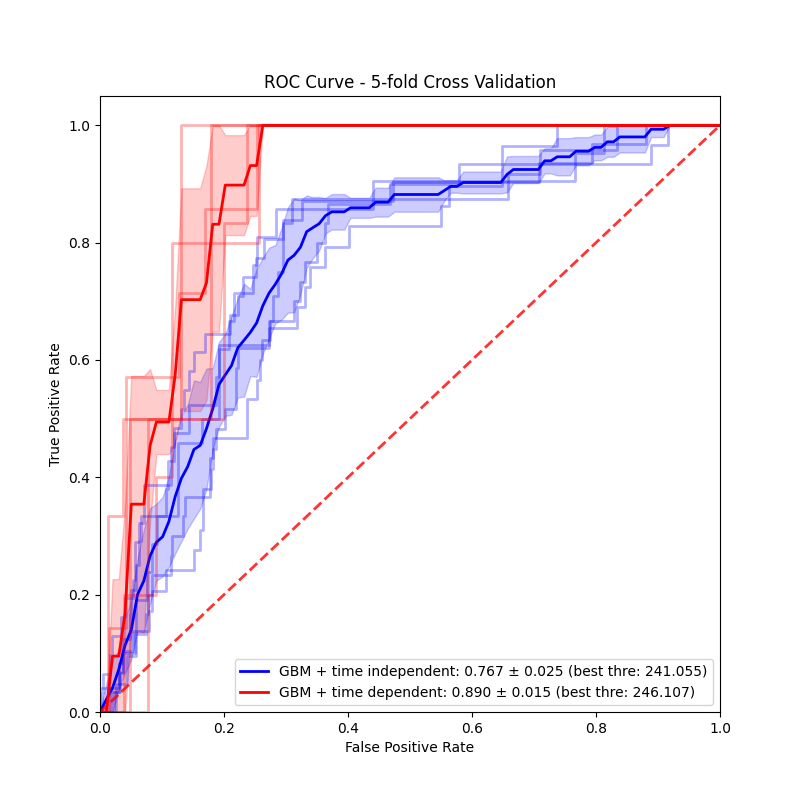 ROC Curve - 5-fold Cross Validation
True Positive Rate
1.0
0.8
0.6
0.4
0.2
0.0
GBM + time independent: 0.767 ± 0.025 (best thre: 241.055)
GBM + time dependent: 0.890 ± 0.015 (best thre: 246.107)
0.0 0.2 0.4 0.6 0.8 1.0
False Positive Rate